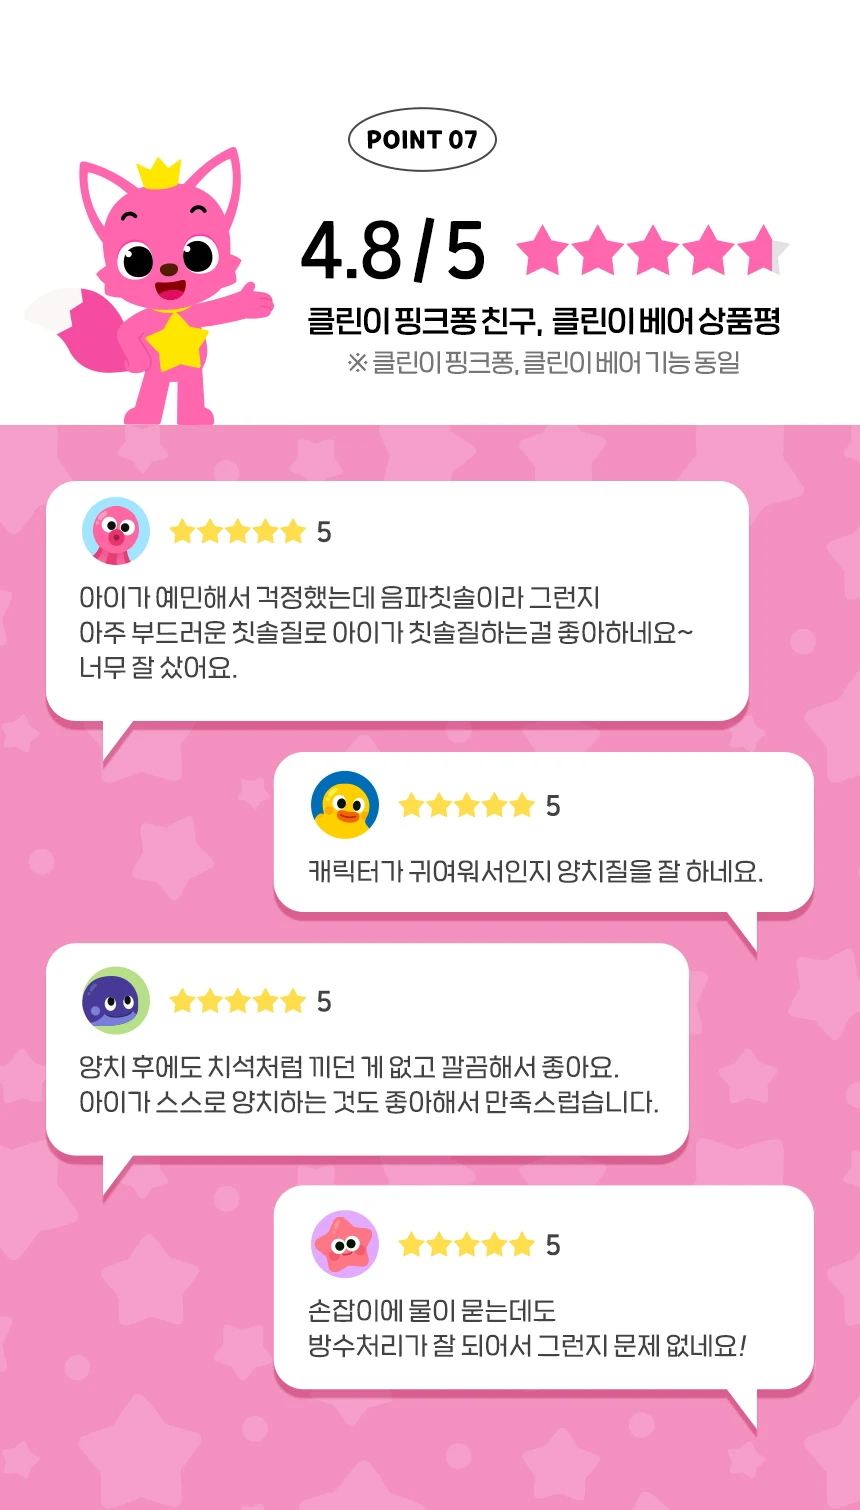 POINT 07
4.8/5
클린이 핑크퐁 친구, 클린이 베어 상품평
※ 클린이 핑크퐁, 클린이 베어 기능 동일
5
아이가 예민해서 걱정했는데 음파칫솔이라 그런지
아주 부드러운 칫솔질로 아이가 칫솔질하는걸 좋아하네요~
너무 잘 샀어요.
5
캐릭터가 귀여워서인지 양치질을 잘 하네요.
5
양치 후에도 치석처럼 끼던 게 없고 깔끔해서 좋아요.
아이가 스스로 양치하는 것도 좋아해서 만족스럽습니다.
5
손잡이에 물이 묻는데도
방수처리가 잘 되어서 그런지 문제 없네요!